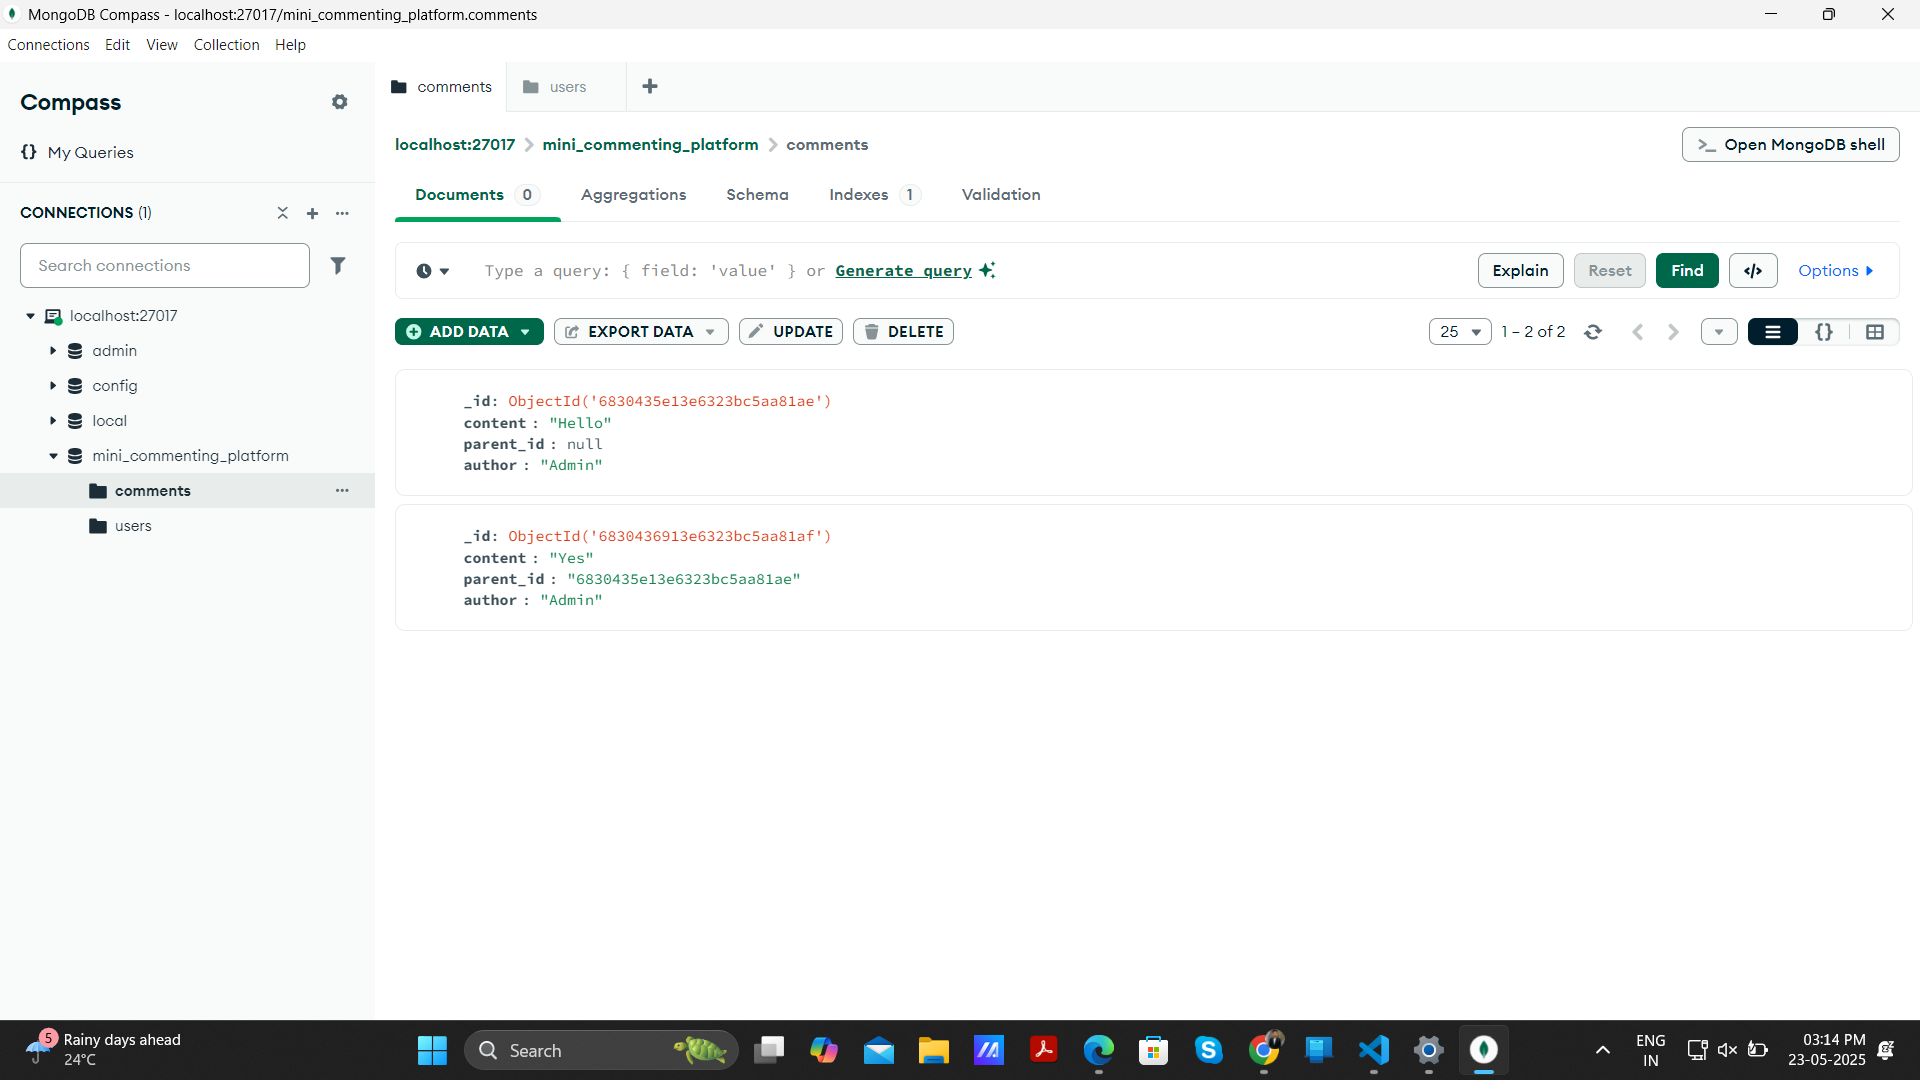 MongoDB Compass - localhost:27017/mini_commenting_platform.comments
Connections Edit View Collection Help
Compass
{} My Queries
CONNECTIONS (1)
Search connections
localhost:27017
admin
config
local
mini_commenting_platform
comments
users
comments users
localhost:27017 > mini_commenting_platform > comments
>_ Open MongoDB shell
Documents 0 Aggregations Schema Indexes 1 Validation
Type a query: { field: 'value' } or Generate query
Explain Reset Find </> Options
ADD DATA EXPORT DATA UPDATE DELETE
25 1 – 2 of 2 {}
_id: ObjectId('6830435e13e6323bc5aa81ae')
content : "Hello"
parent_id : null
author : "Admin"
_id: ObjectId('6830436913e6323bc5aa81af')
content : "Yes"
parent_id : "6830435e13e6323bc5aa81ae"
author : "Admin"
5
Rainy days ahead
24°C
Search
ENG
IN
03:14 PM
23-05-2025